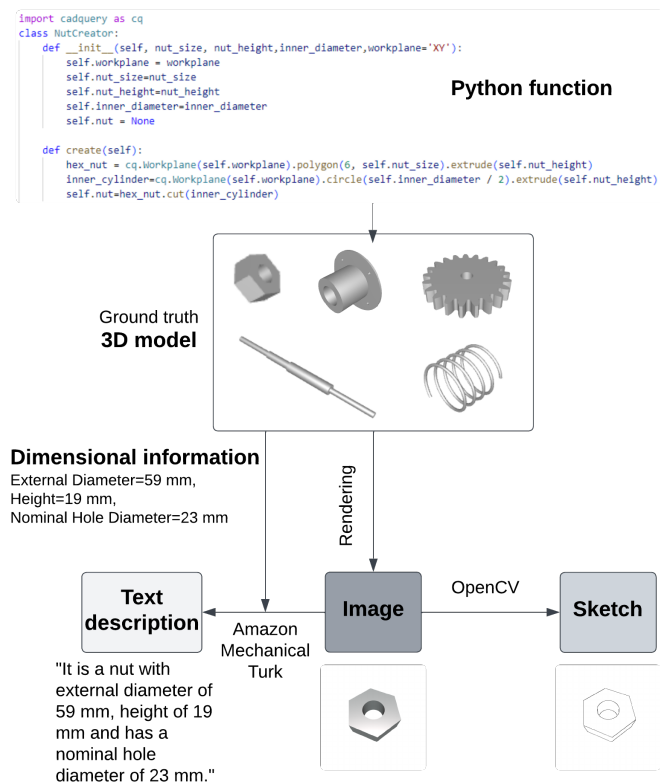 import cadquery as cq
class NutCreator:
    def __init__(self, nut_size, nut_height,inner_diameter,workplane='XY'):
        self.workplane = workplane
        self.nut_size=nut_size
        self.nut_height=nut_height
        self.inner_diameter=inner_diameter
        self.nut = None
Python function
    def create(self):
        hex_nut = cq.Workplane(self.workplane).polygon(6, self.nut_size).extrude(self.nut_height)
        inner_cylinder=cq.Workplane(self.workplane).circle(self.inner_diameter / 2).extrude(self.nut_height)
        self.nut=hex_nut.cut(inner_cylinder)
Ground truth
3D model
Dimensional information
External Diameter=59 mm,
Height=19 mm,
Nominal Hole Diameter=23 mm
Rendering
Text
description
Amazon
Mechanical
Turk
Image
OpenCV
Sketch
"It is a nut with
external diameter of
59 mm, height of 19
mm and has a
nominal hole
diameter of 23 mm."